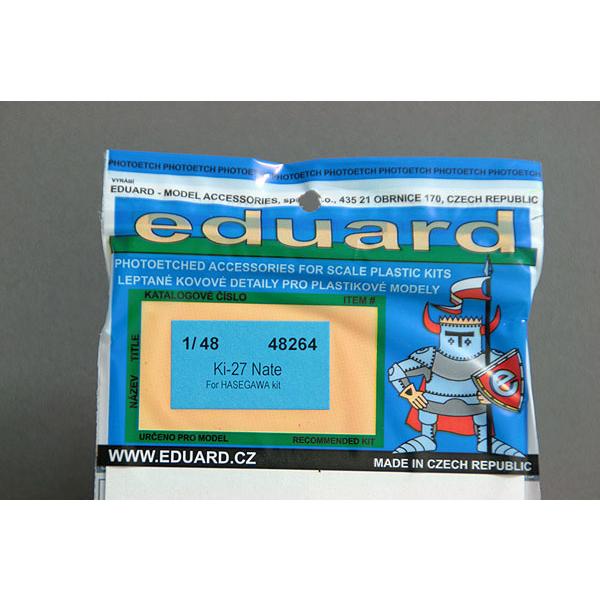 PHOTOETCH PHOTOETCH PHOTOETCH PHOTOETCH PHOTOETCH PHOTOETCH PHOTOETCH PHOTOETCH
VYRÁBÍ
EDUARD - MODEL ACCESSORIES, 435 21 OBRNICE 170, CZECH REPUBLIC
eduard
PHOTOETCHED ACCESSORIES FOR SCALE PLASTIC KITS
LEPTANÉ KOVOVÉ DETAILY PRO PLASTIKOVÉ MODELY
KATALOGOVÉ ČÍSLO ITEM #
NÁZEV TITLE
1/48 48264
Ki-27 Nate
For HASEGAWA kit
e
URČENO PRO MODEL RECOMMENDED KIT
WWW.EDUARD.CZ MADE IN CZECH REPUBLIC